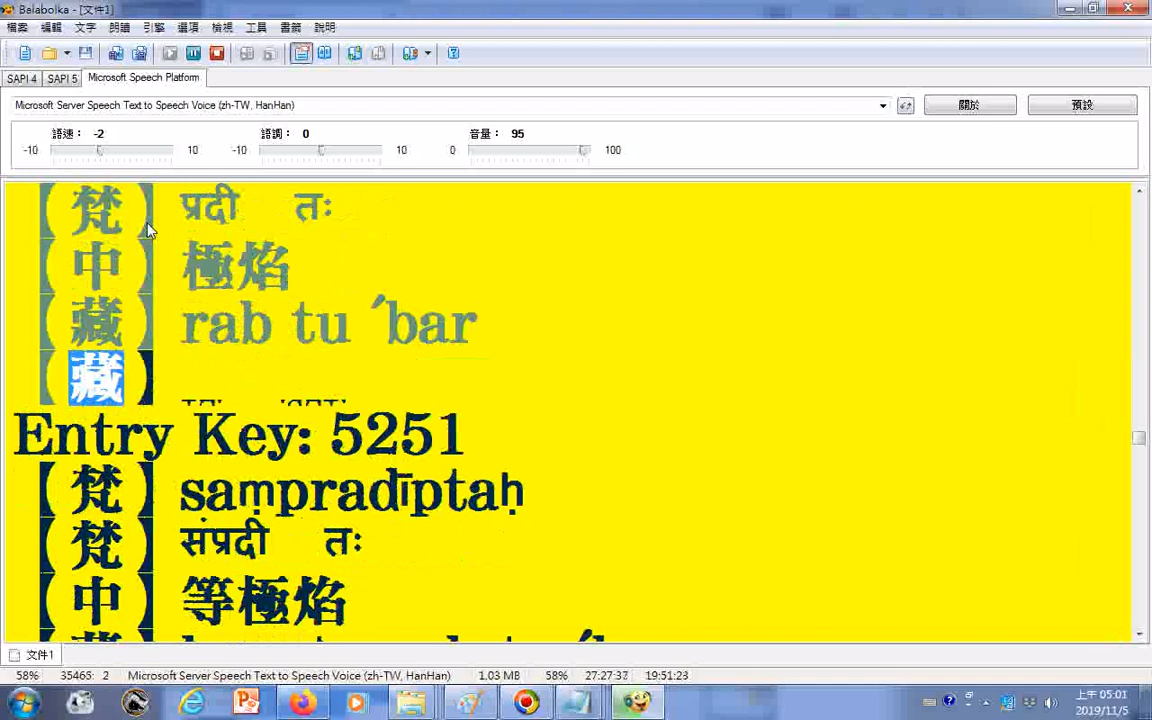 Balabolka - [文件1]
檔案 編輯 文字 朗讀 引擎 選項 檢視 工具 書籤 說明
SAPI 4 SAPI 5 Microsoft Speech Platform
Microsoft Server Speech Text to Speech Voice (zh-TW, HanHan) 關於 預設
語速： -2 語調： 0 音量： 95
-10 10 -10 10 0 100
【梵】 प्रदी तः
【中】 極焰
【藏】 rab tu ´bar
【藏】
Entry Key: 5251
【梵】 saṃpradīptaḥ
【梵】 संप्रदी तः
【中】 等極焰
文件1
58% 35465: 2 Microsoft Server Speech Text to Speech Voice (zh-TW, HanHan) 1.03 MB 58% 27:27:37 19:51:23
上午 05:01
2019/11/5